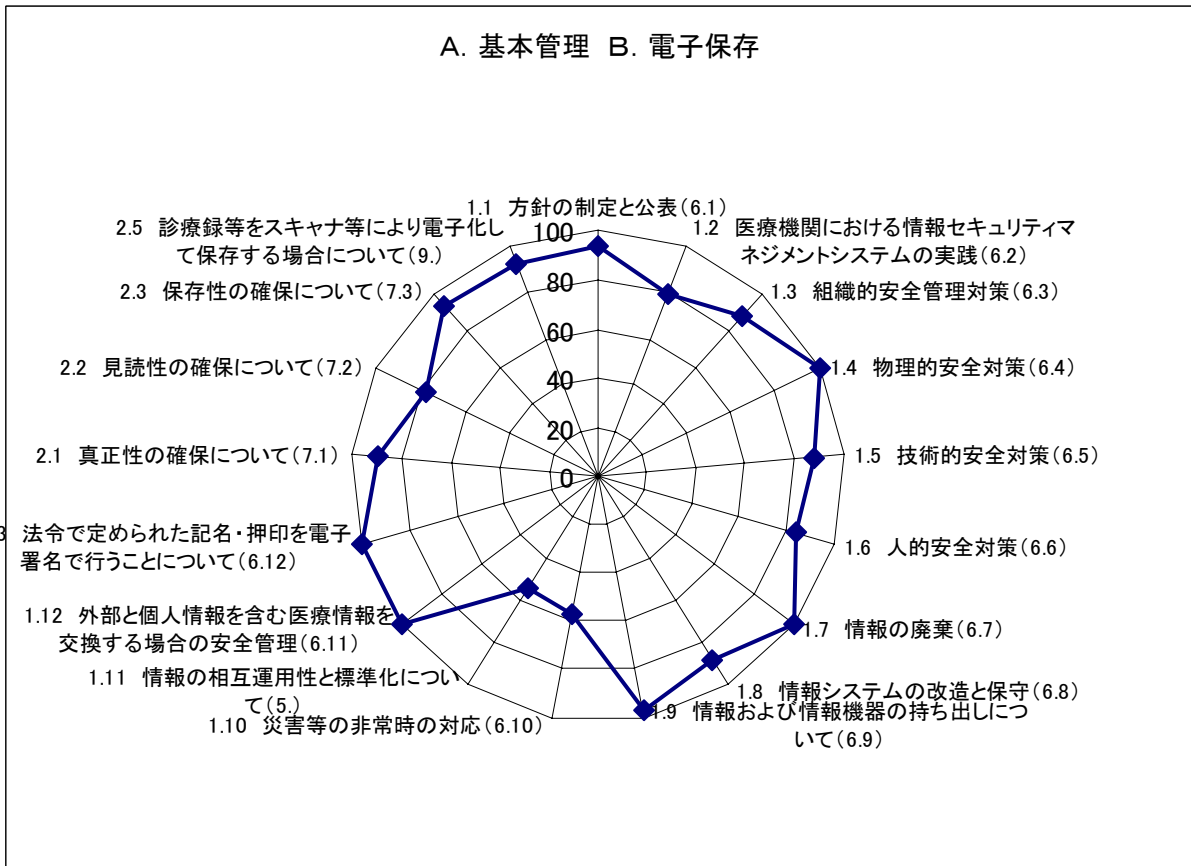 A. 基本管理 B. 電子保存
1.1 方針の制定と公表(6.1)
1.2 医療機関における情報セキュリティマ
ネジメントシステムの実践(6.2)
1.3 組織的安全管理対策(6.3)
1.4 物理的安全対策(6.4)
1.5 技術的安全対策(6.5)
1.6 人的安全対策(6.6)
1.7 情報の廃棄(6.7)
1.8 情報システムの改造と保守(6.8)
1.9 情報および情報機器の持ち出しにつ
いて(6.9)
1.10 災害等の非常時の対応(6.10)
1.11 情報の相互運用性と標準化につい
て(5.)
1.12 外部と個人情報を含む医療情報を
交換する場合の安全管理(6.11)
3 法令で定められた記名・押印を電子
署名で行うことについて(6.12)
2.1 真正性の確保について(7.1)
2.2 見読性の確保について(7.2)
2.3 保存性の確保について(7.3)
2.5 診療録等をスキャナ等により電子化し
て保存する場合について(9.)
100
80
60
40
20
0